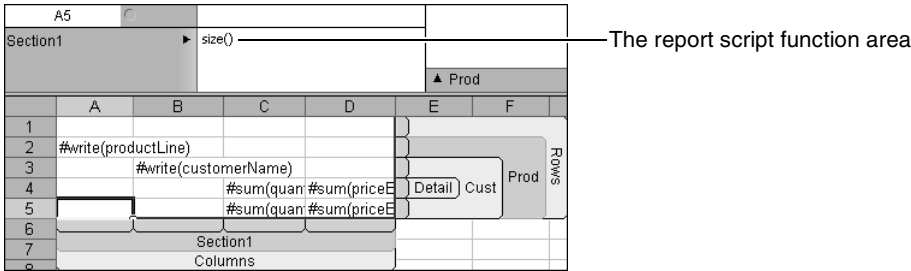 A5
Section1
size()
The report script function area
Prod
A B C D E F
1
2 #write(productLine)
3 #write(customerName)
4 #sum(quan #sum(priceE Detail Cust Prod Rows
5 #sum(quan #sum(priceE
6
7 Section1
Columns